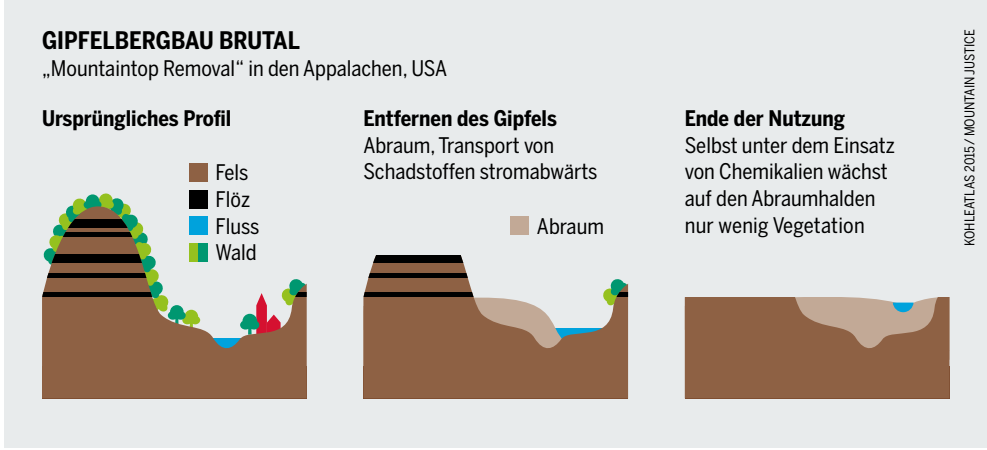 GIPFELBERGBAU BRUTAL
„Mountaintop Removal“ in den Appalachen, USA
Ursprüngliches Profil
Fels
Flöz
Fluss
Wald
Entfernen des Gipfels
Abraum, Transport von
Schadstoffen stromabwärts
Abraum
Ende der Nutzung
Selbst unter dem Einsatz
von Chemikalien wächst
auf den Abraumhalden
nur wenig Vegetation
KOHLEATLAS 2015 / MOUNTAIN JUSTICE